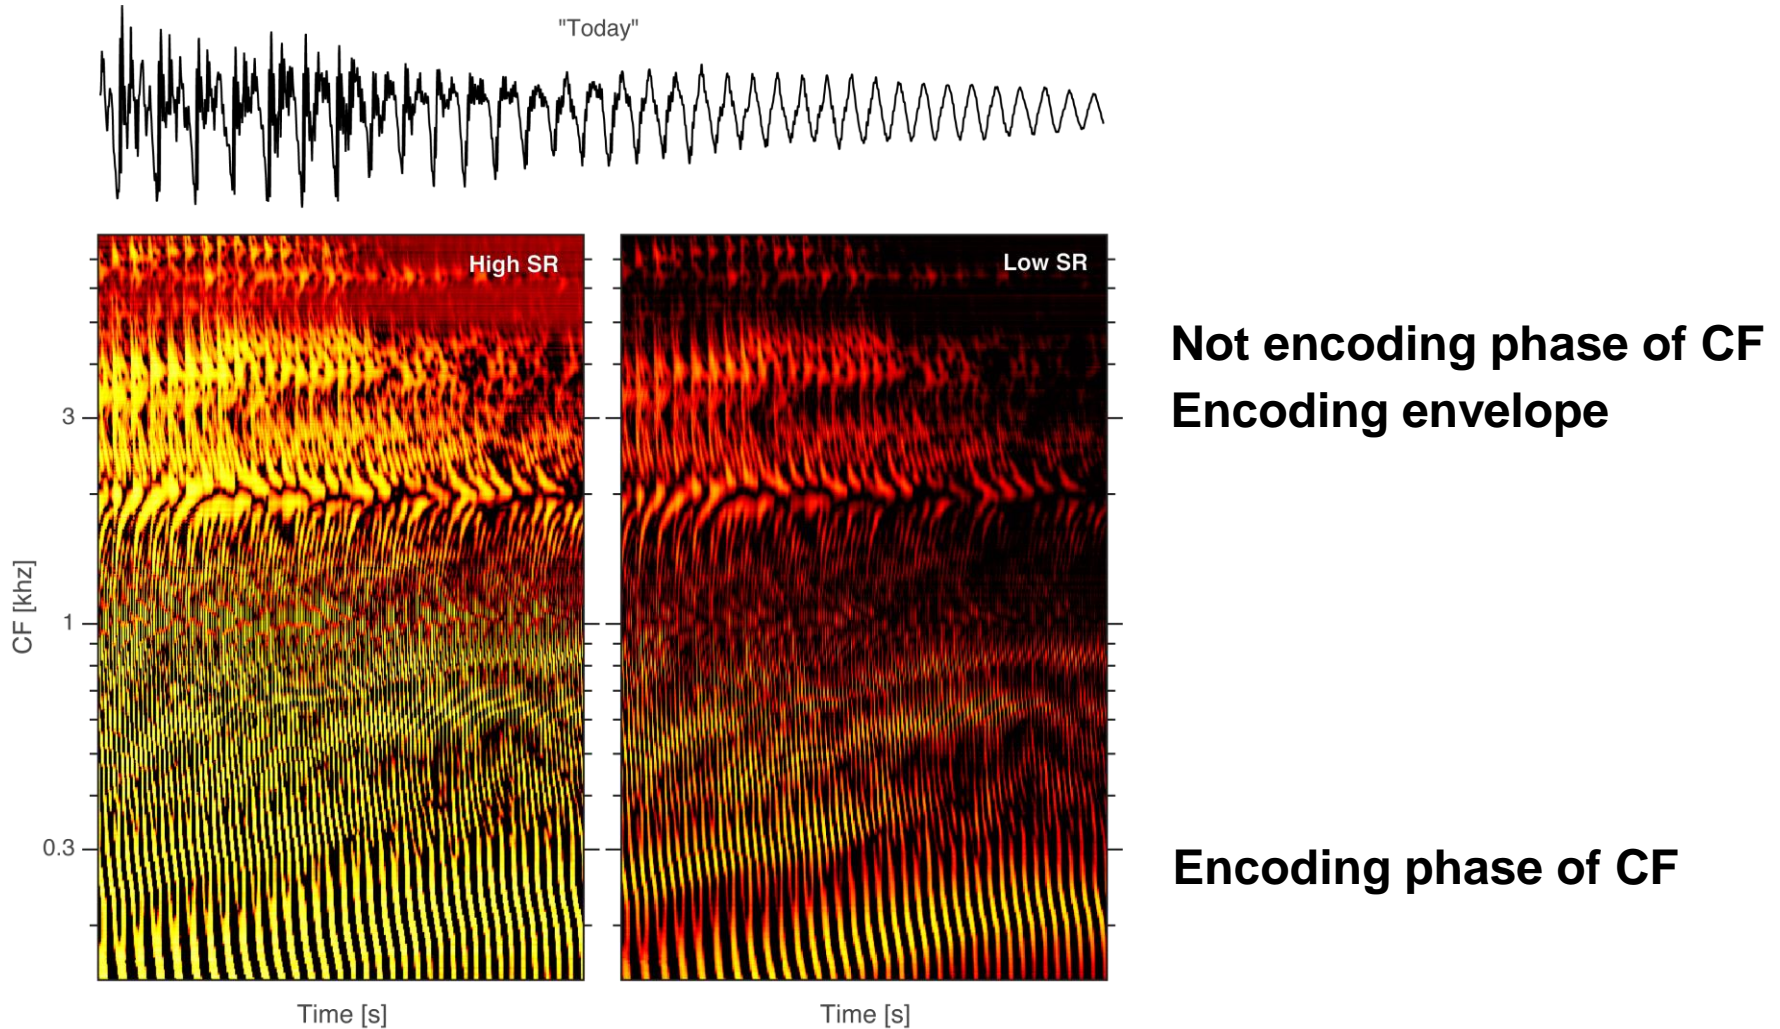 "Today"
High SR
Low SR
Not encoding phase of CF
Encoding envelope
3
CF [khz]
1
0.3
Encoding phase of CF
Time [s]
Time [s]